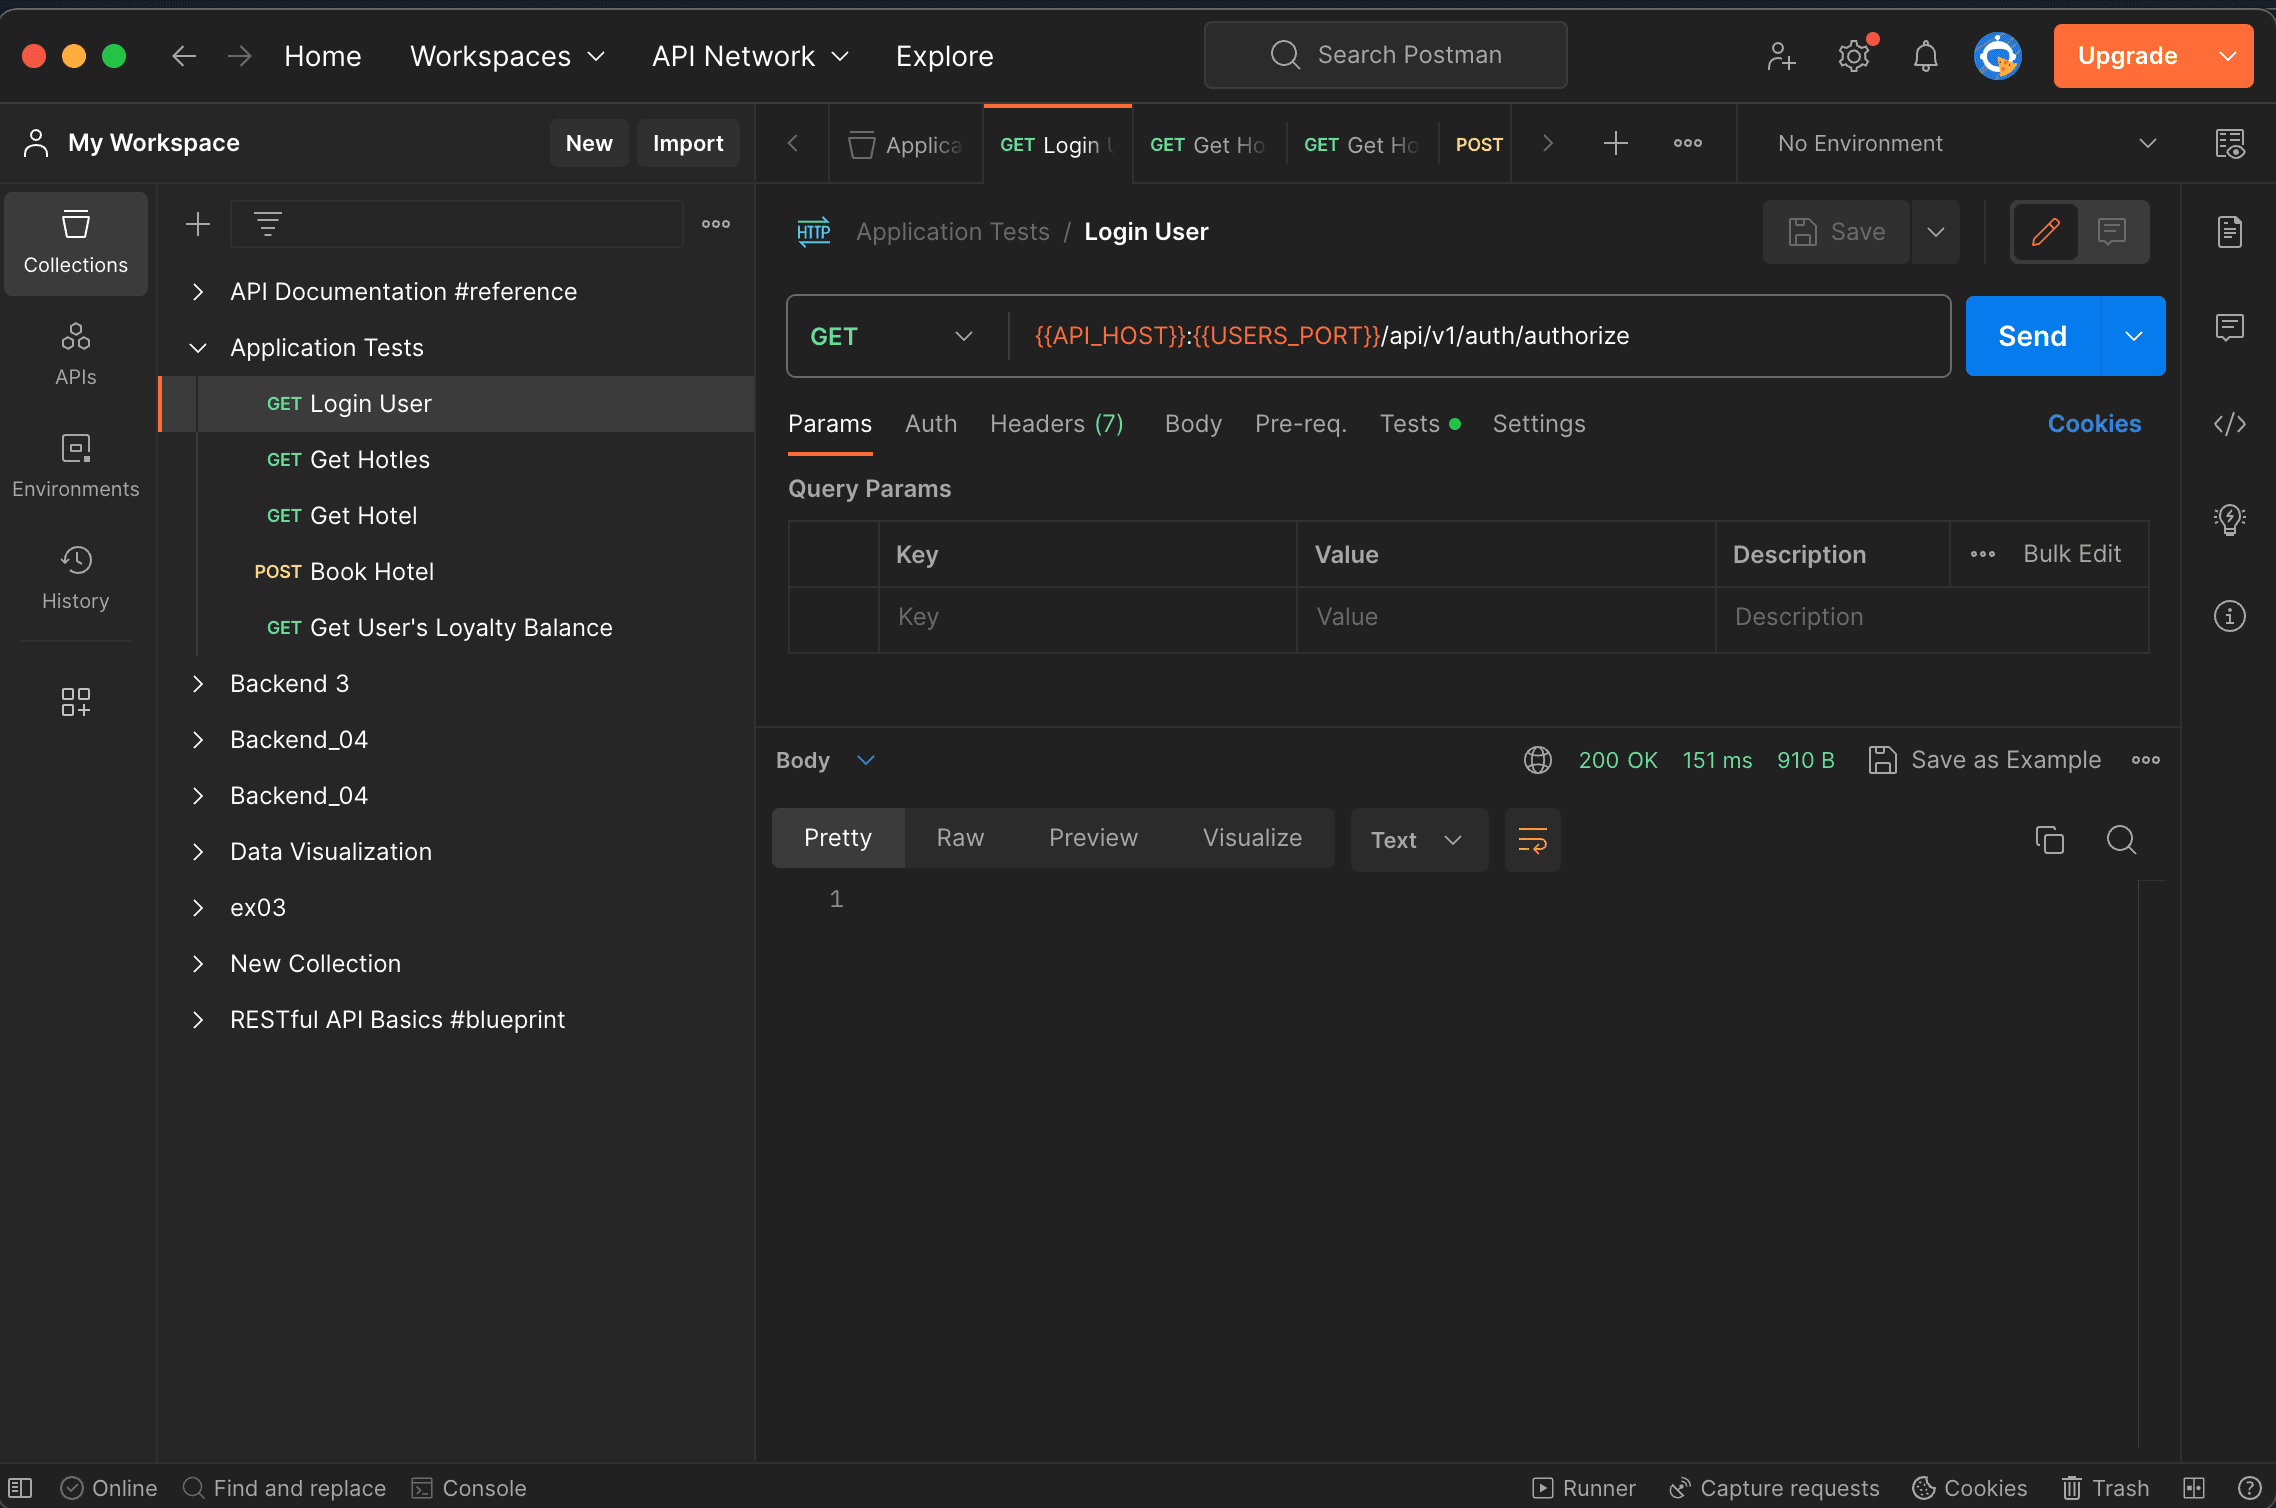 Home Workspaces API Network Explore Search Postman Upgrade
My Workspace New Import Applica GET Login GET Get Ho GET Get Ho POST No Environment
Collections
APIs
Environments
History
API Documentation #reference
Application Tests
GET Login User
GET Get Hotles
GET Get Hotel
POST Book Hotel
GET Get User's Loyalty Balance
Backend 3
Backend_04
Backend_04
Data Visualization
ex03
New Collection
RESTful API Basics #blueprint
HTTP Application Tests / Login User Save
GET {{API_HOST}}:{{USERS_PORT}}/api/v1/auth/authorize Send
Params Auth Headers (7) Body Pre-req. Tests Settings Cookies
Query Params
Key Value Description Bulk Edit
Key Value Description
Body 200 OK 151 ms 910 B Save as Example
Pretty Raw Preview Visualize Text
1
Online Find and replace Console Runner Capture requests Cookies Trash